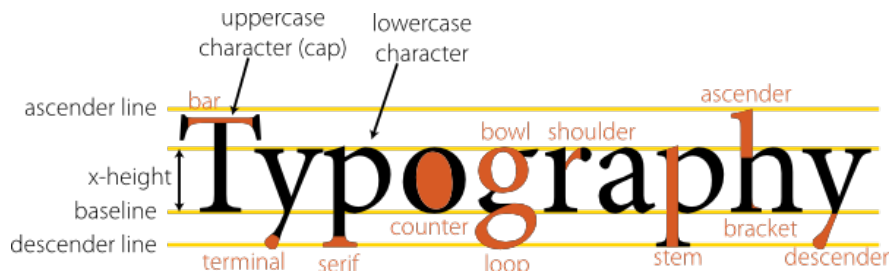 uppercase
character (cap)
lowercase
character
ascender line
bar
ascender
bowl
shoulder
Typography
x-height
baseline
counter
bracket
descender line
terminal
serif
loop
stem
descender